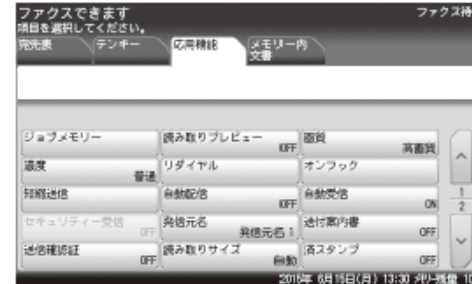 ファクスできます
ファクス待
項目を選択してください。
宛先表
テンキー
応用機能
メモリー内
文書
ジョブメモリー
読み取りプレビュー
OFF
画質
高画質
濃度
普通
リダイヤル
オンフック
短縮送信
自動配信
OFF
自動受信
ON
セキュリティー受信
OFF
発信元名
発信元名 1
送付案内書
OFF
送信確認証
OFF
読み取りサイズ
自動
済スタンプ
OFF
1
2
2015年 6月15日(月) 13:30 メモリー残量 10